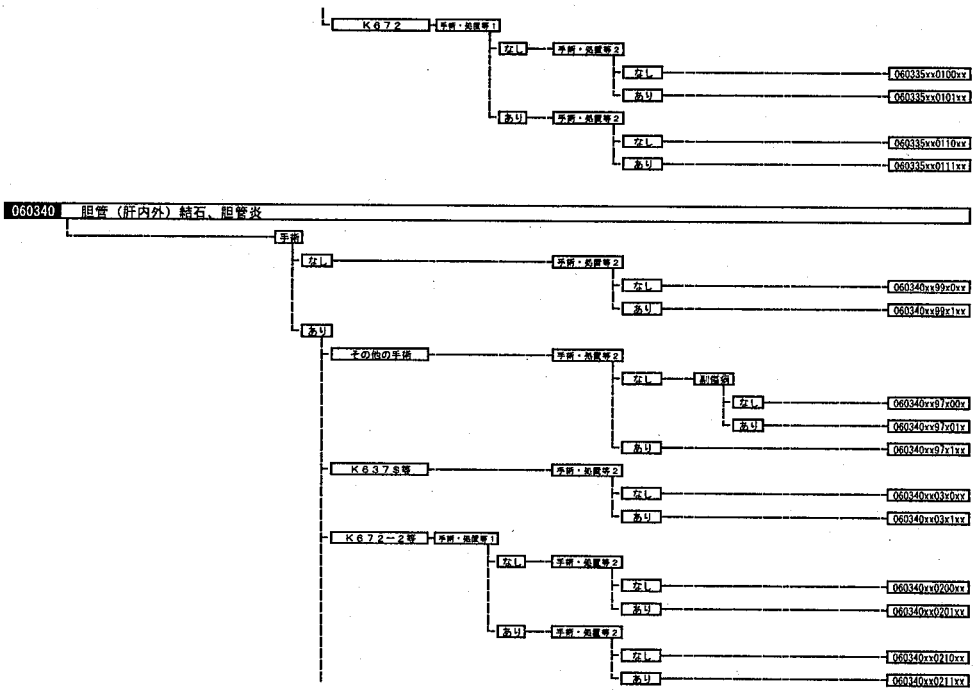 K672 手術・処置等1
なし 手術・処置等2
なし 060335xx0100xx
あり 060335xx0101xx
あり 手術・処置等2
なし 060335xx0110xx
あり 060335xx0111xx
060340 胆管（肝内外）結石、胆管炎
手術
なし 手術・処置等2
なし 060340xx99x0xx
あり 060340xx99x1xx
あり
その他の手術 手術・処置等2
なし 副傷病
なし 060340xx97x00x
あり 060340xx97x01x
あり 060340xx97x1xx
K637$等 手術・処置等2
なし 060340xx03x0xx
あり 060340xx03x1xx
K672-2等 手術・処置等1
なし 手術・処置等2
なし 060340xx0200xx
あり 060340xx0201xx
あり 手術・処置等2
なし 060340xx0210xx
あり 060340xx0211xx